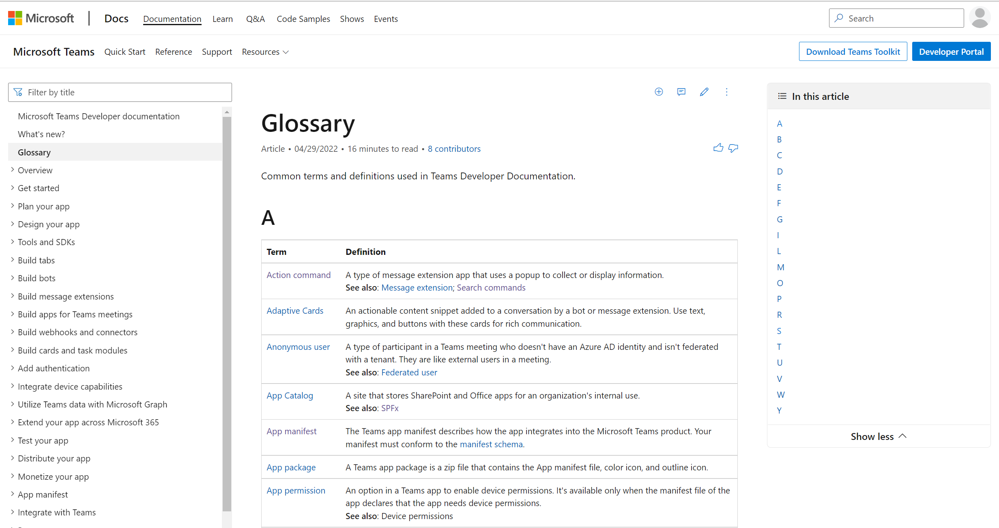 Microsoft
Docs
Documentation
Learn
Q&A
Code Samples
Shows
Events
Search
Microsoft Teams
Quick Start
Reference
Support
Resources
Download Teams Toolkit
Developer Portal
Filter by title
Microsoft Teams Developer documentation
What's new?
Glossary
Overview
Get started
Plan your app
Design your app
Tools and SDKs
Build tabs
Build bots
Build message extensions
Build apps for Teams meetings
Build webhooks and connectors
Build cards and task modules
Add authentication
Integrate device capabilities
Utilize Teams data with Microsoft Graph
Extend your app across Microsoft 365
Test your app
Distribute your app
Monetize your app
App manifest
Integrate with Teams
Glossary
Article • 04/29/2022 • 16 minutes to read • 8 contributors
Common terms and definitions used in Teams Developer Documentation.
A
Term
Definition
Action command
A type of message extension app that uses a popup to collect or display information.
See also: Message extension; Search commands
Adaptive Cards
An actionable content snippet added to a conversation by a bot or message extension. Use text,
graphics, and buttons with these cards for rich communication.
Anonymous user
A type of participant in a Teams meeting who doesn't have an Azure AD identity and isn't federated
with a tenant. They are like external users in a meeting.
See also: Federated user
App Catalog
A site that stores SharePoint and Office apps for an organization's internal use.
See also: SPFx
App manifest
The Teams app manifest describes how the app integrates into the Microsoft Teams product. Your
manifest must conform to the manifest schema.
App package
A Teams app package is a zip file that contains the App manifest file, color icon, and outline icon.
App permission
An option in a Teams app to enable device permissions. It's available only when the manifest file of the
app declares that the app needs device permissions.
See also: Device permissions
In this article
A
B
C
D
E
F
G
I
L
M
O
P
R
S
T
U
V
W
Y
Show less